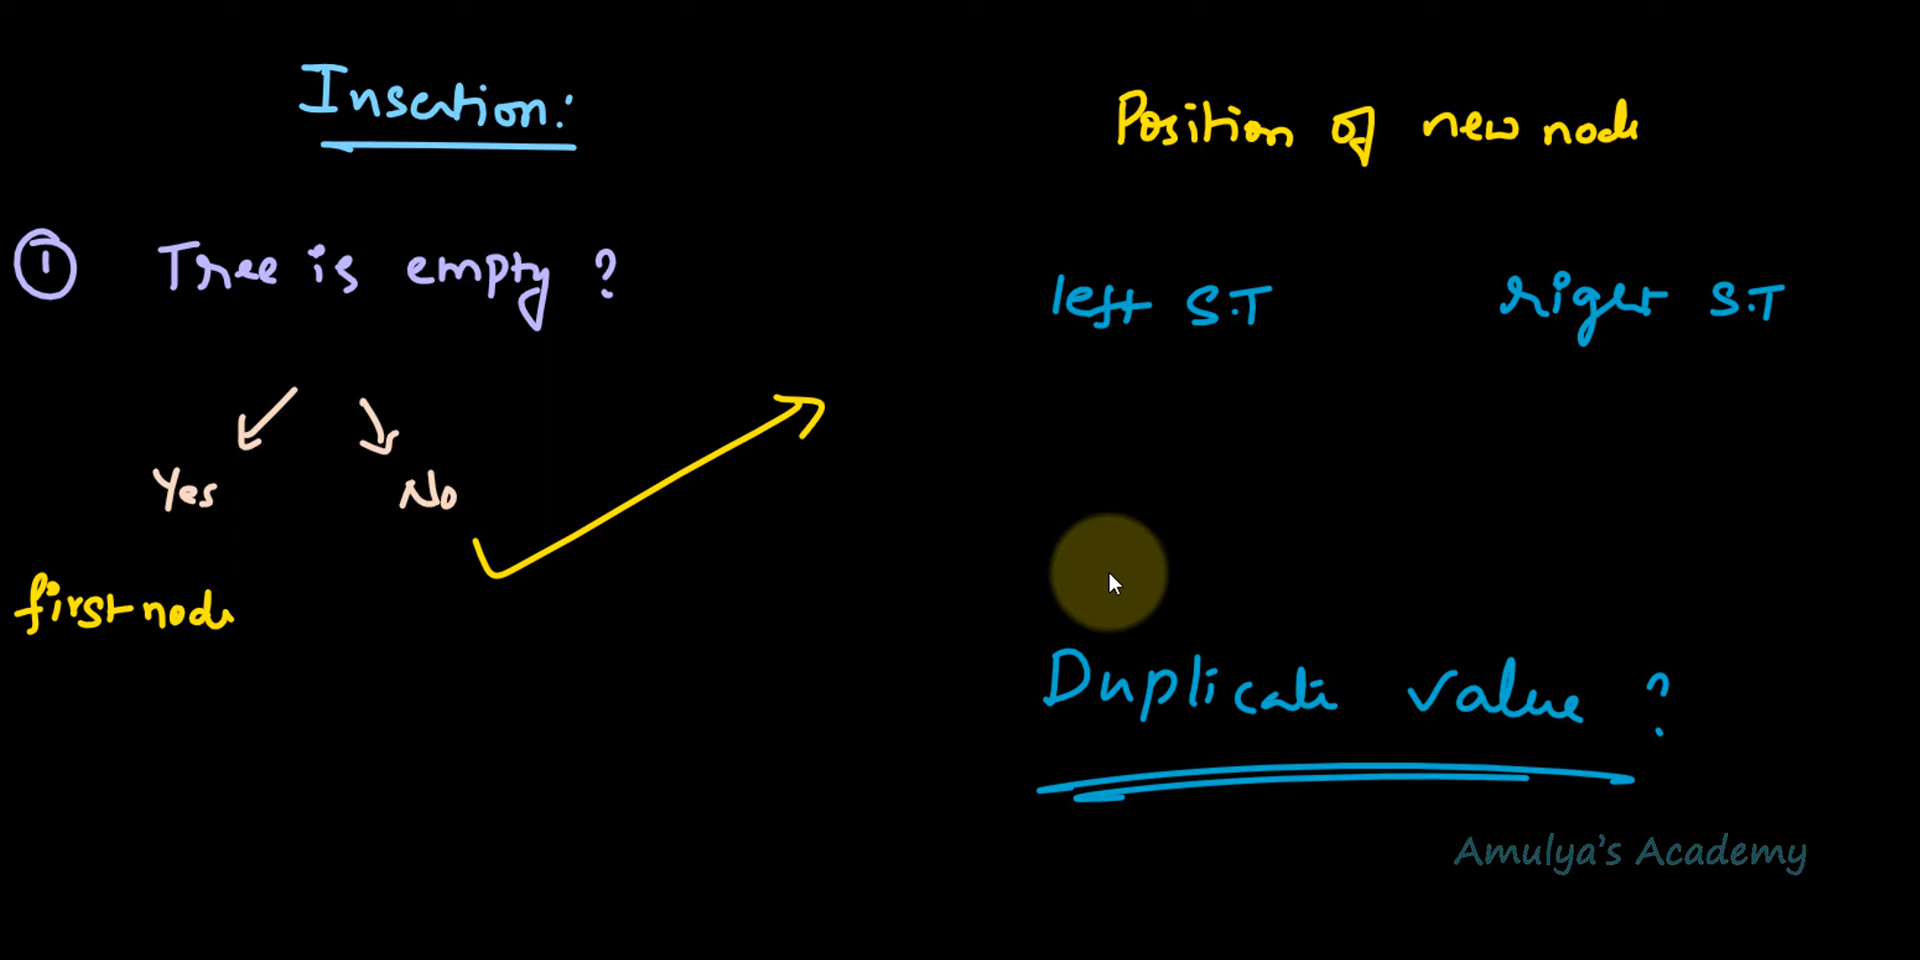 Insertion:
① Tree is empty ?
Yes No
first node
Position of new node
left S.T right S.T
Duplicate value ?
Amulya's Academy